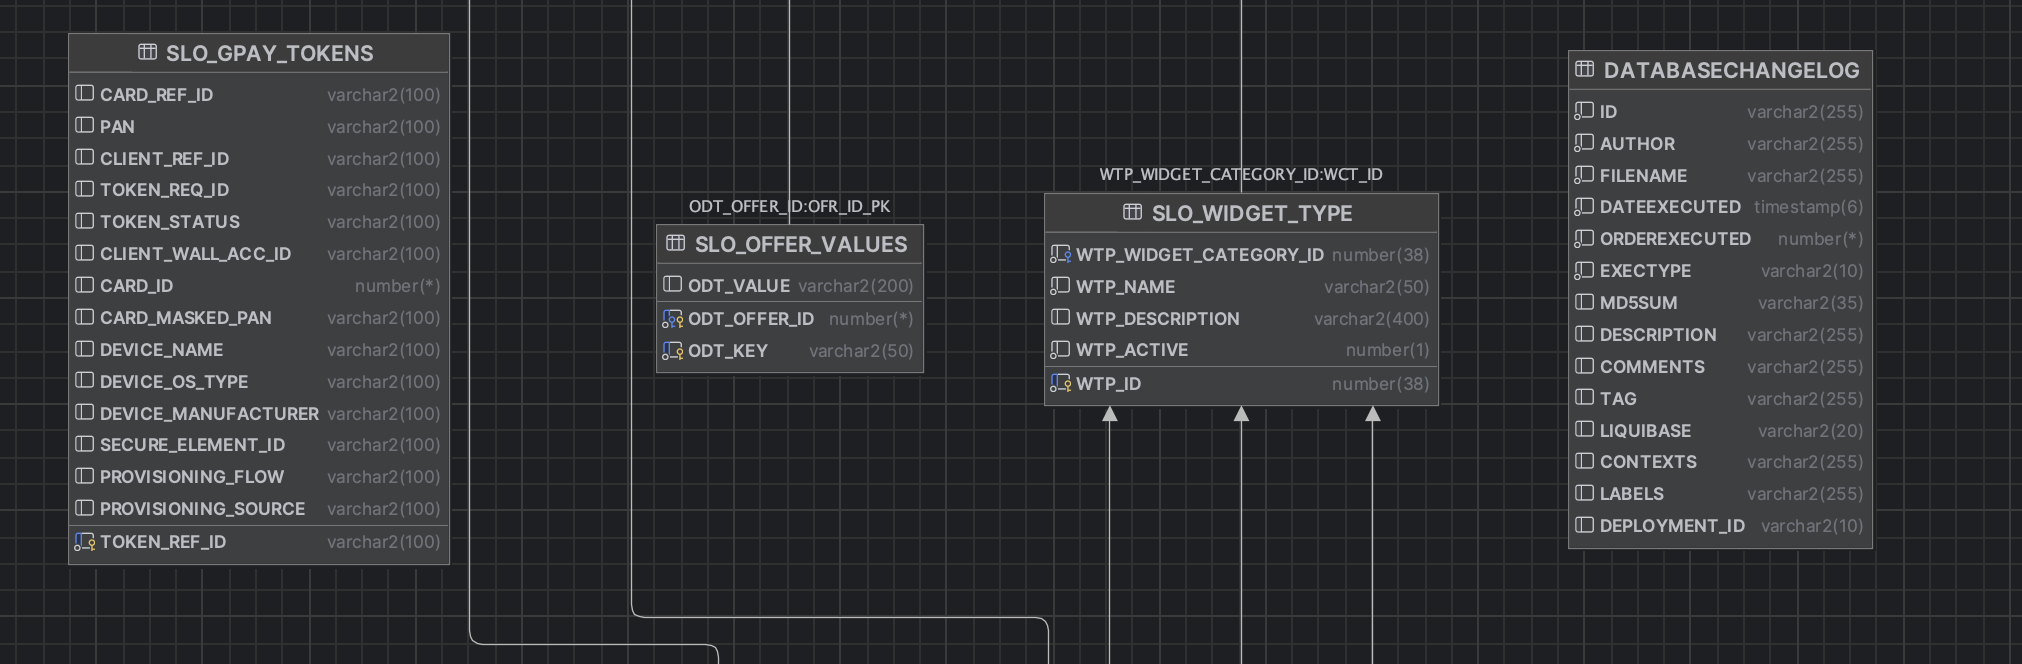 SLO_GPAY_TOKENS
CARD_REF_ID varchar2(100)
PAN varchar2(100)
CLIENT_REF_ID varchar2(100)
TOKEN_REQ_ID varchar2(100)
TOKEN_STATUS varchar2(100)
CLIENT_WALL_ACC_ID varchar2(100)
CARD_ID number(*)
CARD_MASKED_PAN varchar2(100)
DEVICE_NAME varchar2(100)
DEVICE_OS_TYPE varchar2(100)
DEVICE_MANUFACTURER varchar2(100)
SECURE_ELEMENT_ID varchar2(100)
PROVISIONING_FLOW varchar2(100)
PROVISIONING_SOURCE varchar2(100)
TOKEN_REF_ID varchar2(100)
ODT_OFFER_ID:OFR_ID_PK
SLO_OFFER_VALUES
ODT_VALUE varchar2(200)
ODT_OFFER_ID number(*)
ODT_KEY varchar2(50)
WTP_WIDGET_CATEGORY_ID:WCT_ID
SLO_WIDGET_TYPE
WTP_WIDGET_CATEGORY_ID number(38)
WTP_NAME varchar2(50)
WTP_DESCRIPTION varchar2(400)
WTP_ACTIVE number(1)
WTP_ID number(38)
DATABASECHANGELOG
ID varchar2(255)
AUTHOR varchar2(255)
FILENAME varchar2(255)
DATEEXECUTED timestamp(6)
ORDEREXECUTED number(*)
EXECTYPE varchar2(10)
MD5SUM varchar2(35)
DESCRIPTION varchar2(255)
COMMENTS varchar2(255)
TAG varchar2(255)
LIQUIBASE varchar2(20)
CONTEXTS varchar2(255)
LABELS varchar2(255)
DEPLOYMENT_ID varchar2(10)